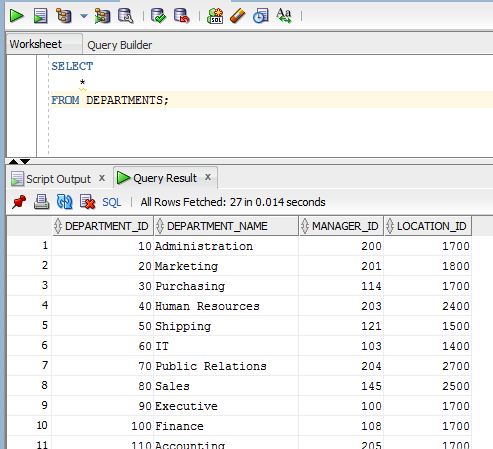 SQL
Aa
Worksheet Query Builder
SELECT
*
FROM DEPARTMENTS;
Script Output x Query Result x
SQL All Rows Fetched: 27 in 0.014 seconds
DEPARTMENT_ID DEPARTMENT_NAME MANAGER_ID LOCATION_ID
1 10 Administration 200 1700
2 20 Marketing 201 1800
3 30 Purchasing 114 1700
4 40 Human Resources 203 2400
5 50 Shipping 121 1500
6 60 IT 103 1400
7 70 Public Relations 204 2700
8 80 Sales 145 2500
9 90 Executive 100 1700
10 100 Finance 108 1700
11 110 Accounting 205 1700